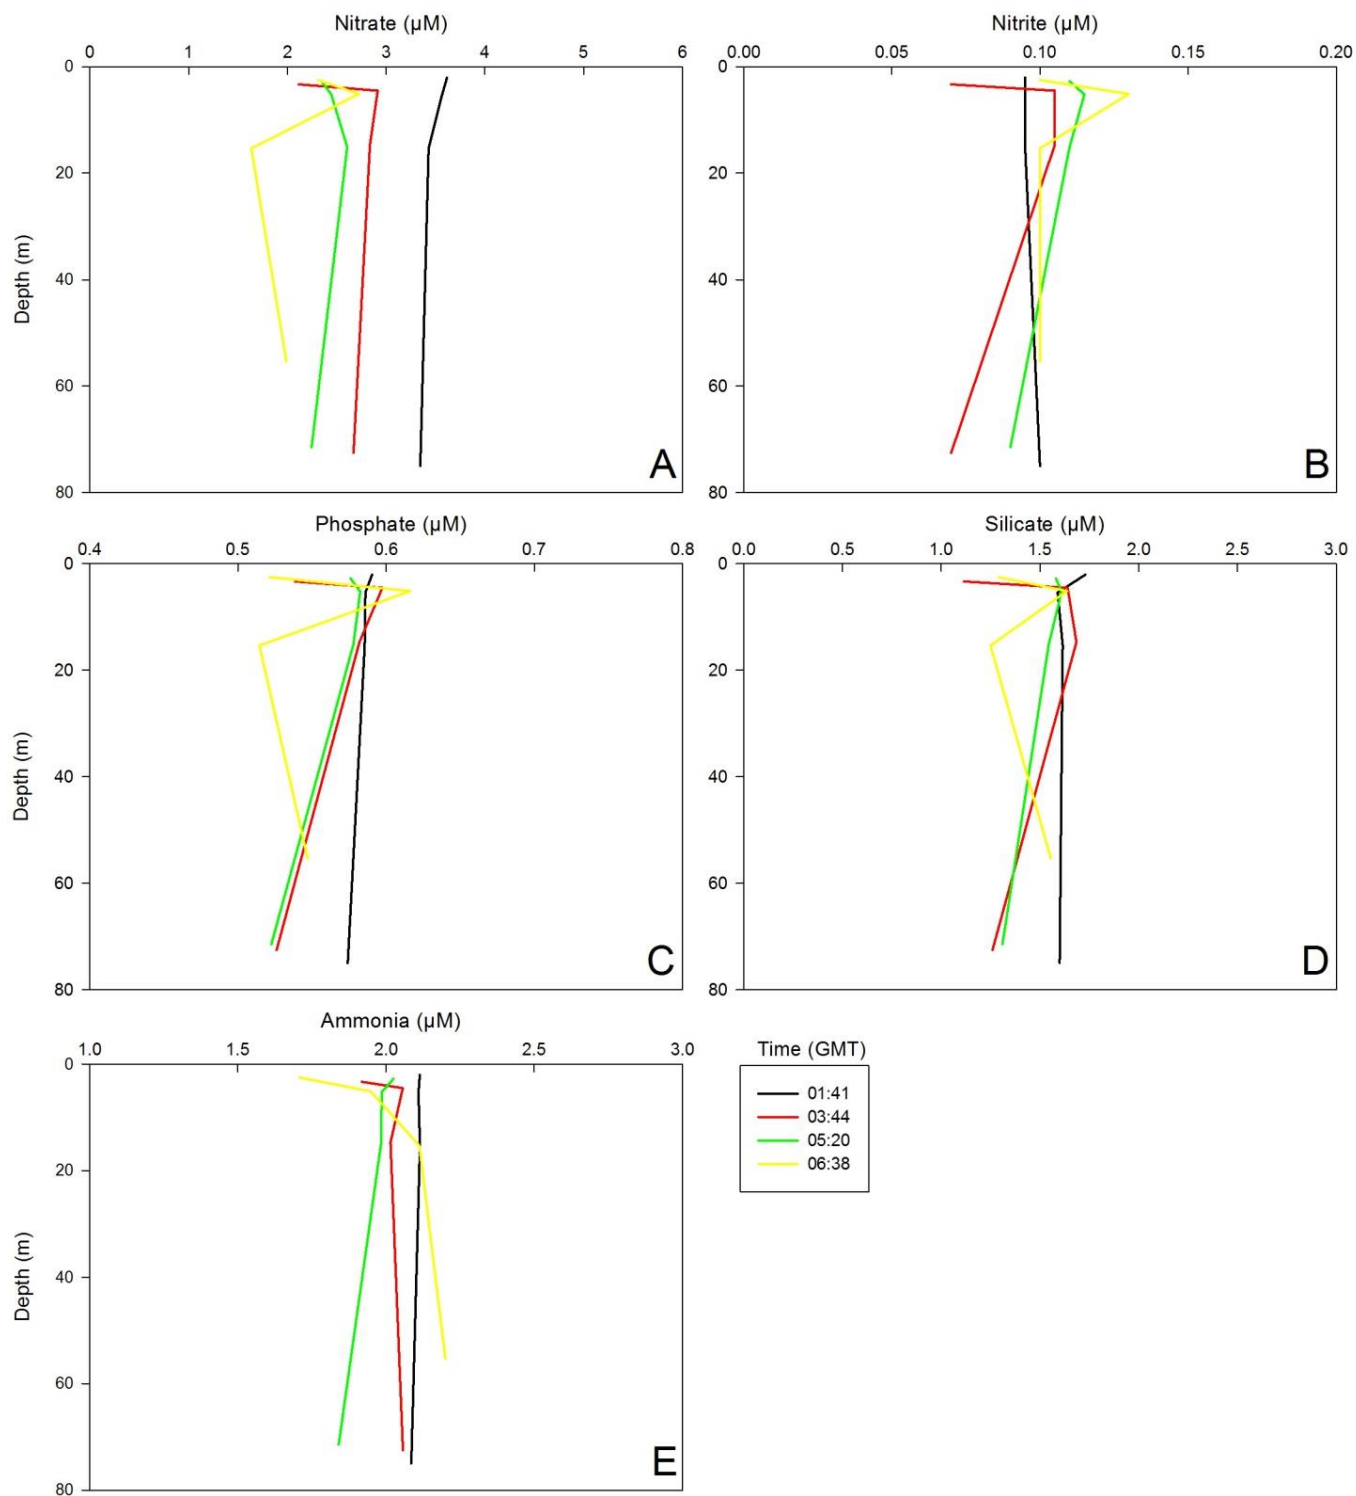 Nitrate (µM)
0 1 2 3 4 5 6
0
20
40
60
80
Depth (m)
A
Nitrite (µM)
0.00 0.05 0.10 0.15 0.20
0
20
40
60
80
B
Phosphate (µM)
0.4 0.5 0.6 0.7 0.8
0
20
40
60
80
Depth (m)
C
Silicate (µM)
0.0 0.5 1.0 1.5 2.0 2.5 3.0
0
20
40
60
80
D
Ammonia (µM)
1.0 1.5 2.0 2.5 3.0
0
20
40
60
80
Depth (m)
E
Time (GMT)
01:41
03:44
05:20
06:38